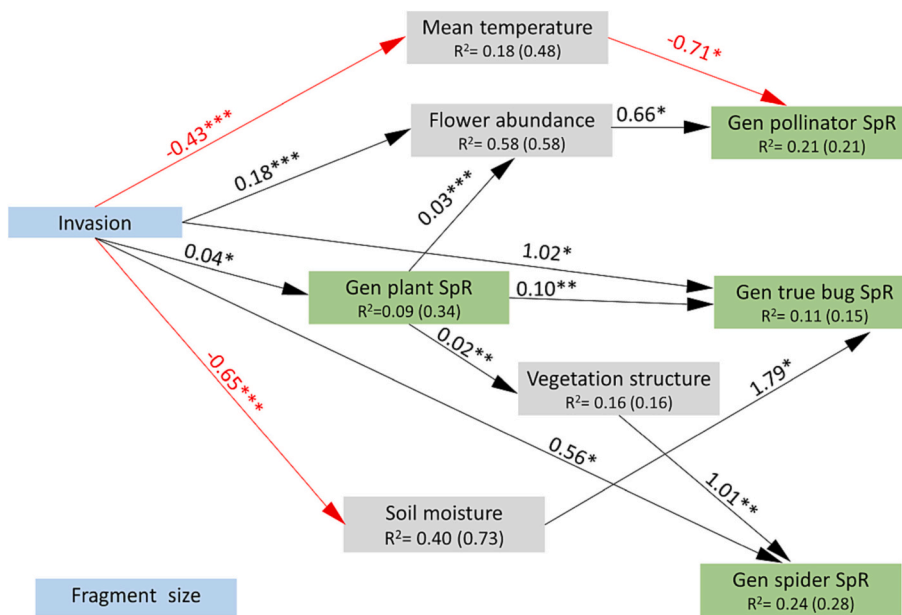 Mean temperature
R²= 0.18 (0.48)
-0.71*
-0.43***
Flower abundance
R²= 0.58 (0.58)
0.66*
Gen pollinator SpR
R²= 0.21 (0.21)
0.18***
0.03***
Invasion
0.04*
1.02*
Gen plant SpR
R²=0.09 (0.34)
0.10**
Gen true bug SpR
R²= 0.11 (0.15)
0.02**
-0.65***
Vegetation structure
R²= 0.16 (0.16)
1.79*
0.56*
1.01**
Soil moisture
R²= 0.40 (0.73)
Gen spider SpR
R²= 0.24 (0.28)
Fragment size